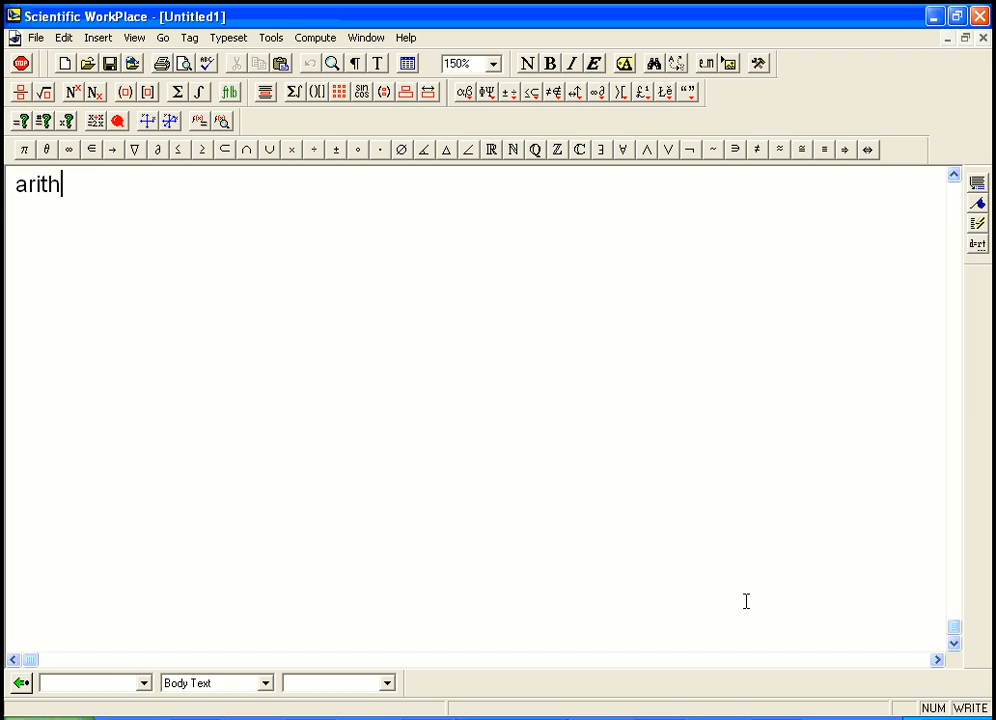 Scientific WorkPlace - [Untitled1]
File Edit Insert View Go Tag Typeset Tools Compute Window Help
150% N B I E
π θ ∞ ∈ → ∇ ∂ ≤ ≥ ⊂ ∩ ∪ × ÷ ± ∘ · ∅ ∡ △ ∠ ℝ ℕ ℚ ℤ ℂ ∃ ∀ ∧ ∨ ¬ ~ ∋ ≠ ≈ ≅ ≡ ⇒ ⇔
arith
Body Text
NUM WRITE